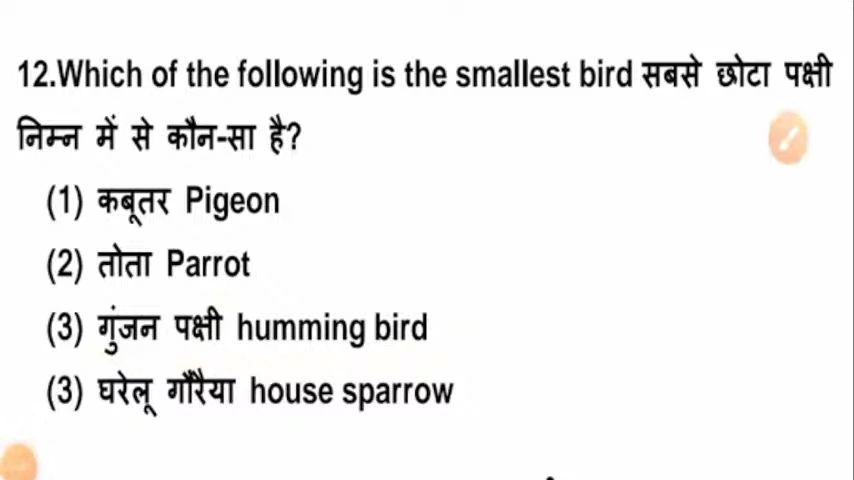 12.Which of the following is the smallest bird सबसे छोटा पक्षी
निम्न में से कौन-सा है?
(1) कबूतर Pigeon
(2) तोता Parrot
(3) गुंजन पक्षी humming bird
(3) घरेलू गौरैया house sparrow